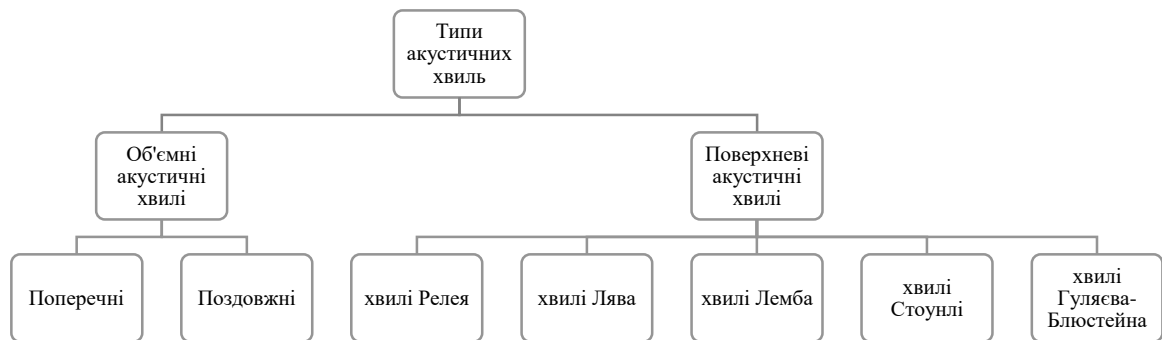 Типи
акустичних
хвиль
Об'ємні
акустичні
хвилі
Поверхневі
акустичні
хвилі
Поперечні
Поздовжні
хвилі Релея
хвилі Лява
хвилі Лемба
хвилі
Стоунлі
хвилі
Гуляєва-
Блюстейна